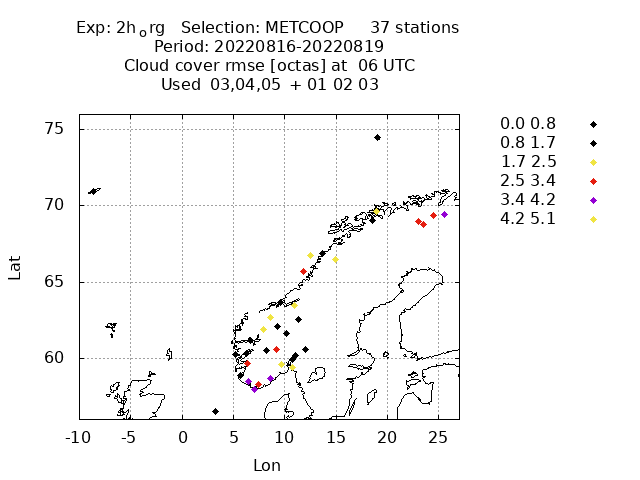 Exp: 2h₀rg Selection: METCOOP 37 stations
Period: 20220816-20220819
Cloud cover rmse [octas] at 06 UTC
Used 03,04,05 + 01 02 03
75
70
65
60
Lat
-10 -5 0 5 10 15 20 25
Lon
0.0 0.8
0.8 1.7
1.7 2.5
2.5 3.4
3.4 4.2
4.2 5.1